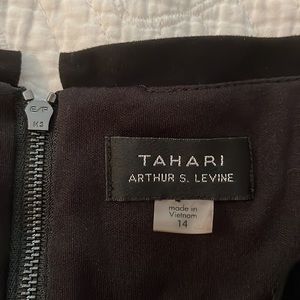 TAHARI
ARTHUR S. LEVINE
made in
Vietnam
14